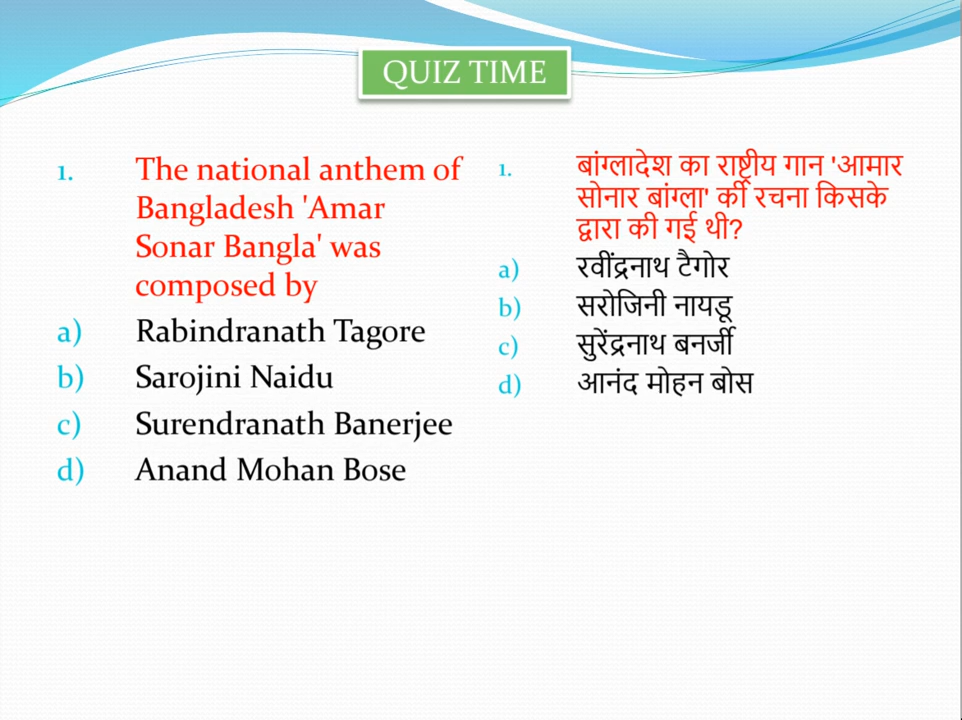 QUIZ TIME
1. The national anthem of
Bangladesh 'Amar
Sonar Bangla' was
composed by
a) Rabindranath Tagore
b) Sarojini Naidu
c) Surendranath Banerjee
d) Anand Mohan Bose
1. बांग्लादेश का राष्ट्रीय गान 'आमार
सोनार बांग्ला' की रचना किसके
द्वारा की गई थी?
a) रवींद्रनाथ टैगोर
b) सरोजिनी नायडू
c) सुरेंद्रनाथ बनर्जी
d) आनंद मोहन बोस